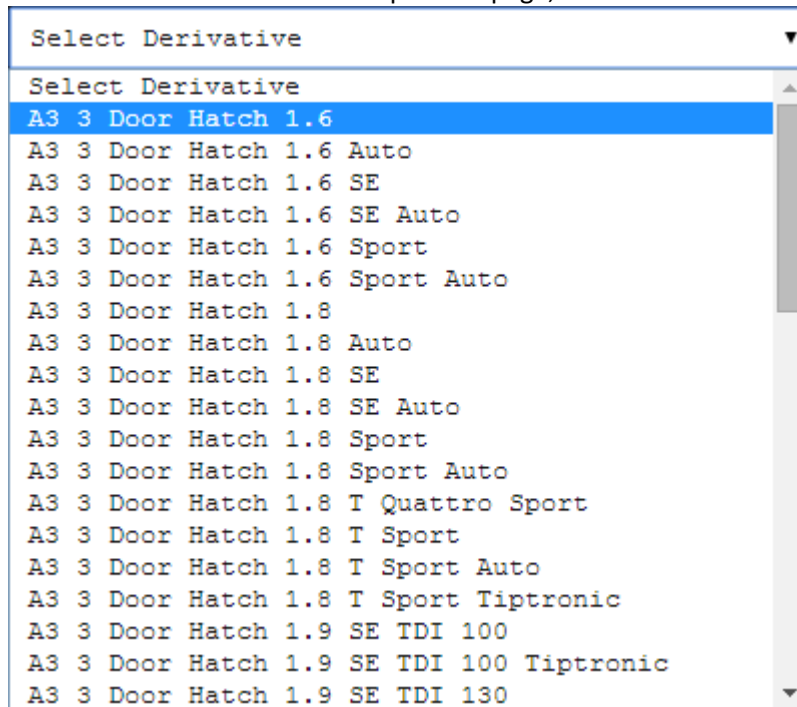 Select Derivative
Select Derivative
A3 3 Door Hatch 1.6
A3 3 Door Hatch 1.6 Auto
A3 3 Door Hatch 1.6 SE
A3 3 Door Hatch 1.6 SE Auto
A3 3 Door Hatch 1.6 Sport
A3 3 Door Hatch 1.6 Sport Auto
A3 3 Door Hatch 1.8
A3 3 Door Hatch 1.8 Auto
A3 3 Door Hatch 1.8 SE
A3 3 Door Hatch 1.8 SE Auto
A3 3 Door Hatch 1.8 Sport
A3 3 Door Hatch 1.8 Sport Auto
A3 3 Door Hatch 1.8 T Quattro Sport
A3 3 Door Hatch 1.8 T Sport
A3 3 Door Hatch 1.8 T Sport Auto
A3 3 Door Hatch 1.8 T Sport Tiptronic
A3 3 Door Hatch 1.9 SE TDI 100
A3 3 Door Hatch 1.9 SE TDI 100 Tiptronic
A3 3 Door Hatch 1.9 SE TDI 130